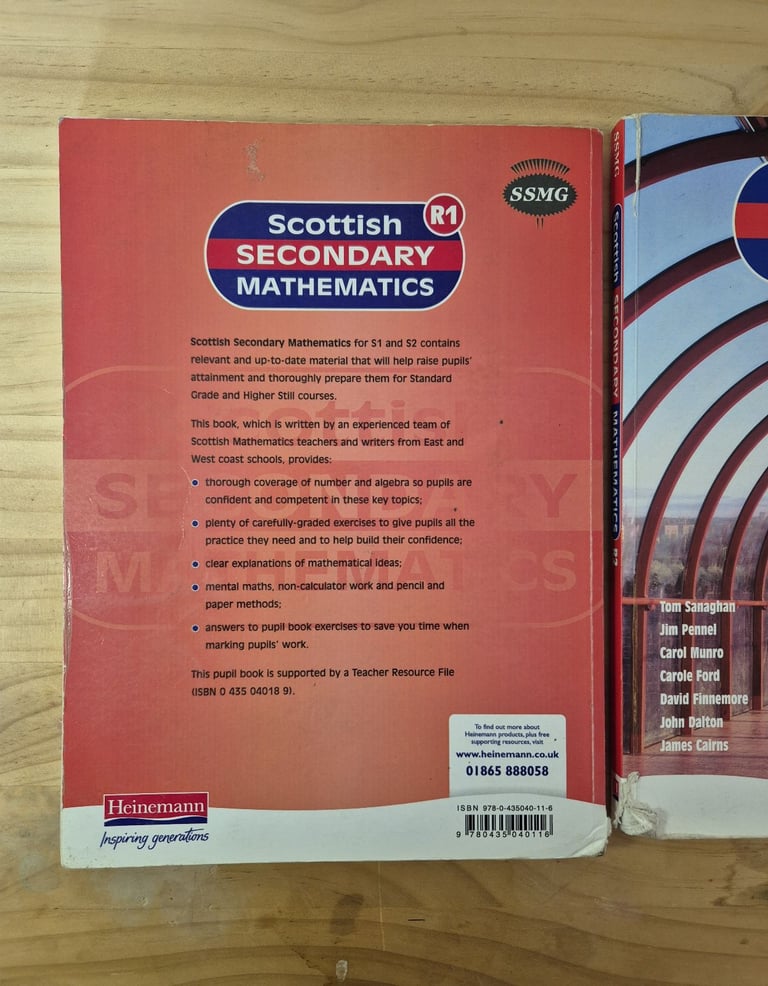 SSMG
R1
Scottish
SECONDARY
MATHEMATICS
Scottish Secondary Mathematics for S1 and S2 contains
relevant and up-to-date material that will help raise pupils'
attainment and thoroughly prepare them for Standard
Grade and Higher Still courses.
This book, which is written by an experienced team of
Scottish Mathematics teachers and writers from East and
West coast schools, provides:
thorough coverage of number and algebra so pupils are
confident and competent in these key topics;
plenty of carefully-graded exercises to give pupils all the
practice they need and to help build their confidence;
clear explanations of mathematical ideas;
mental maths, non-calculator work and pencil and
paper methods;
answers to pupil book exercises to save you time when
marking pupils' work.
This pupil book is supported by a Teacher Resource File
(ISBN 0 435 04018 9).
Scottish
SECONDARY
MATHEMATICS
To find out more about
Heinemann products, plus free
supporting resources, visit
www.heinemann.co.uk
01865 888058
ISBN 978-0-435040-11-6
9 780435 040116
Heinemann
Inspiring generations
SSMG Scottish SECONDARY MATHEMATICS
Tom Sanaghan
Jim Pennel
Carol Munro
Carole Ford
David Finnemore
John Dalton
James Cairns